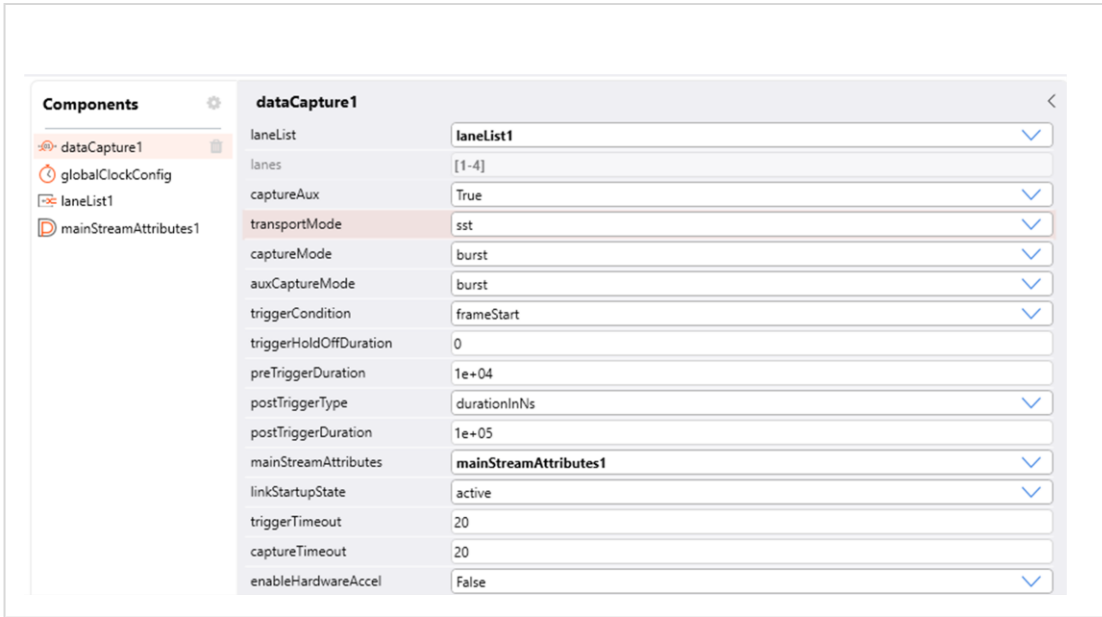 Components
dataCapture1
globalClockConfig
laneList1
mainStreamAttributes1
dataCapture1
laneList laneList1
lanes [1-4]
captureAux True
transportMode sst
captureMode burst
auxCaptureMode burst
triggerCondition frameStart
triggerHoldOffDuration 0
preTriggerDuration 1e+04
postTriggerType durationInNs
postTriggerDuration 1e+05
mainStreamAttributes mainStreamAttributes1
linkStartupState active
triggerTimeout 20
captureTimeout 20
enableHardwareAccel False